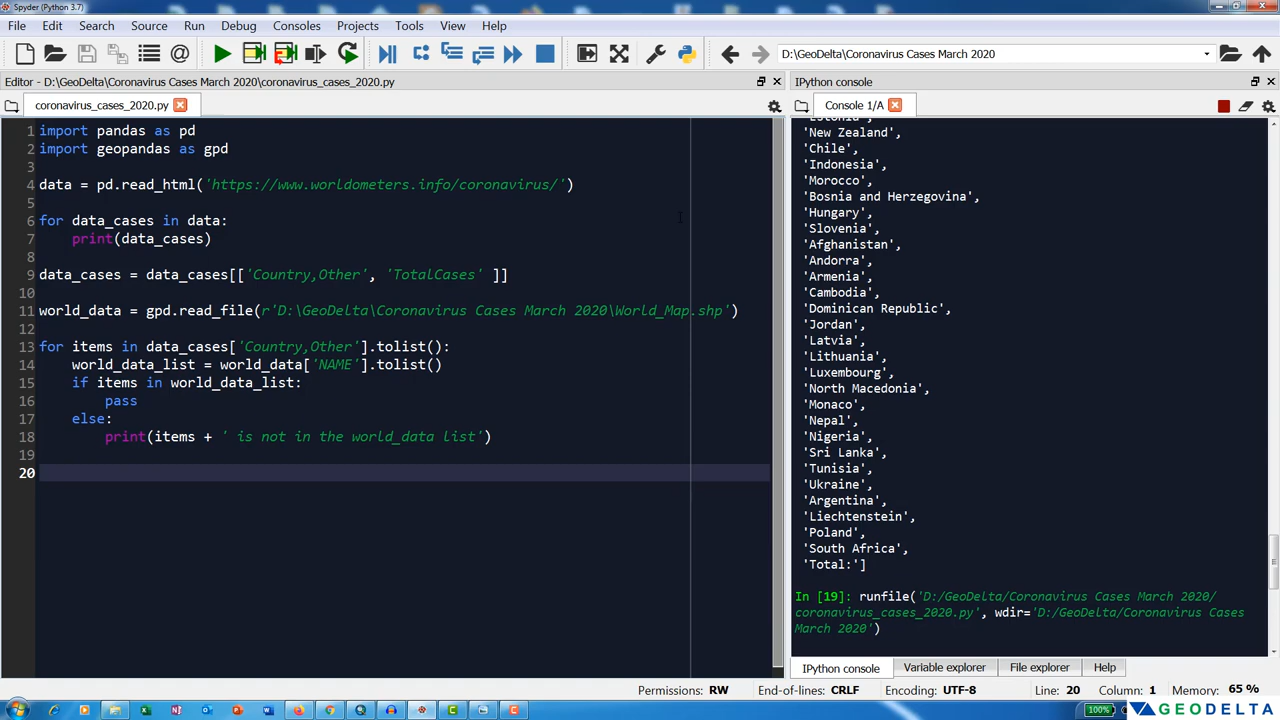 Spyder (Python 3.7)
File Edit Search Source Run Debug Consoles Projects Tools View Help
D:\GeoDelta\Coronavirus Cases March 2020
Editor - D:\GeoDelta\Coronavirus Cases March 2020\coronavirus_cases_2020.py
IPython console
coronavirus_cases_2020.py
Console 1/A
1 import pandas as pd
2 import geopandas as gpd
3
4 data = pd.read_html('https://www.worldometers.info/coronavirus/')
5
6 for data_cases in data:
7 print(data_cases)
8
9 data_cases = data_cases[['Country,Other', 'TotalCases' ]]
10
11 world_data = gpd.read_file(r'D:\GeoDelta\Coronavirus Cases March 2020\World_Map.shp')
12
13 for items in data_cases['Country,Other'].tolist():
14 world_data_list = world_data['NAME'].tolist()
15 if items in world_data_list:
16 pass
17 else:
18 print(items + ' is not in the world_data list')
19
20
'Estonia',
'New Zealand',
'Chile',
'Indonesia',
'Morocco',
'Bosnia and Herzegovina',
'Hungary',
'Slovenia',
'Afghanistan',
'Andorra',
'Armenia',
'Cambodia',
'Dominican Republic',
'Jordan',
'Latvia',
'Lithuania',
'Luxembourg',
'North Macedonia',
'Monaco',
'Nepal',
'Nigeria',
'Sri Lanka',
'Tunisia',
'Ukraine',
'Argentina',
'Liechtenstein',
'Poland',
'South Africa',
'Total:']
In [19]: runfile('D:/GeoDelta/Coronavirus Cases March 2020/
coronavirus_cases_2020.py', wdir='D:/GeoDelta/Coronavirus Cases
March 2020')
IPython console Variable explorer File explorer Help
Permissions: RW End-of-lines: CRLF Encoding: UTF-8 Line: 20 Column: 1 Memory: 65 %
100%
GEODELTA